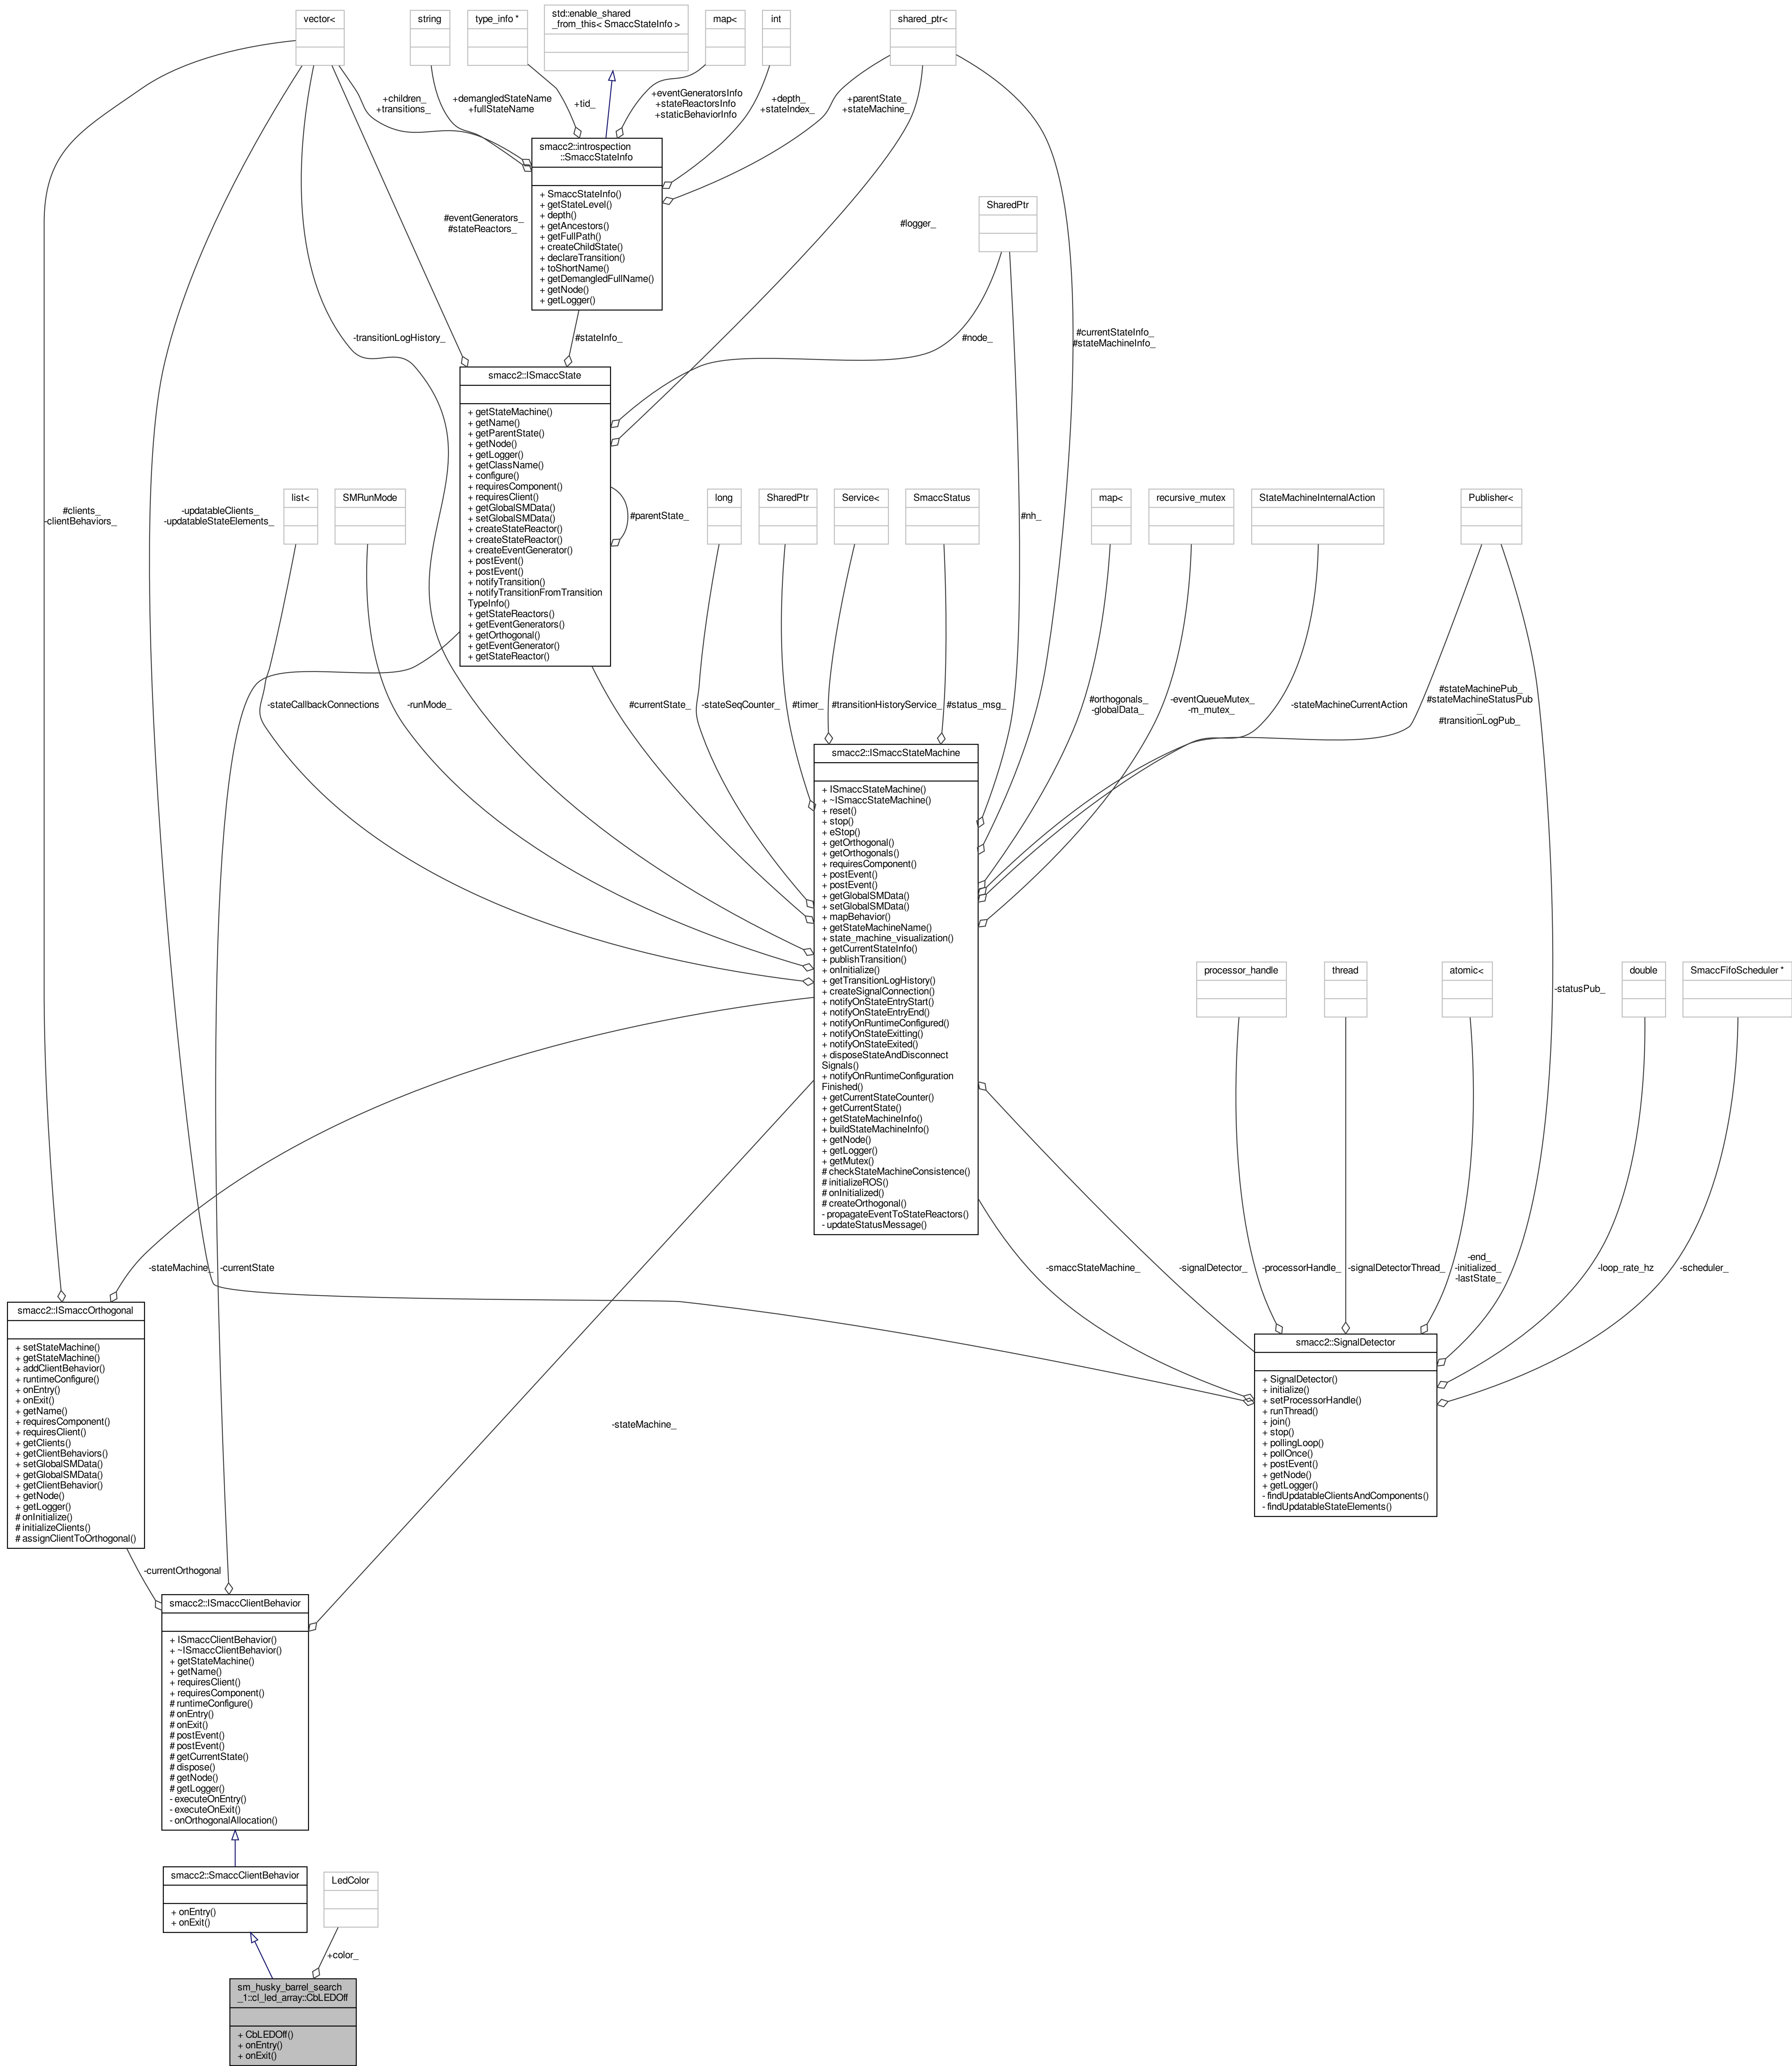 vector<
string
type_info *
std::enable_shared
_from_this< SmaccStateInfo >
map<
int
shared_ptr<
+children_
+transitions_
+demangledStateName
+fullStateName
+tid_
+eventGeneratorsInfo
+stateReactorsInfo
+staticBehaviorInfo
+depth_
+stateIndex_
+parentState_
+stateMachine_
smacc2::introspection
::SmaccStateInfo
+ SmaccStateInfo()
+ getStateLevel()
+ depth()
+ getAncestors()
+ getFullPath()
+ createChildState()
+ declareTransition()
+ toShortName()
+ getDemangledFullName()
+ getNode()
+ getLogger()
SharedPtr
#eventGenerators_
#stateReactors_
#logger_
-transitionLogHistory_
#stateInfo_
#node_
#currentStateInfo_
#stateMachineInfo_
smacc2::ISmaccState
+ getStateMachine()
+ getName()
+ getParentState()
+ getNode()
+ getLogger()
+ getClassName()
+ configure()
+ requiresComponent()
+ requiresClient()
+ getGlobalSMData()
+ setGlobalSMData()
+ createStateReactor()
+ createStateReactor()
+ createEventGenerator()
+ postEvent()
+ postEvent()
+ notifyTransition()
+ notifyTransitionFromTransition
TypeInfo()
+ getStateReactors()
+ getEventGenerators()
+ getOrthogonal()
+ getEventGenerator()
+ getStateReactor()
#clients_
-clientBehaviors_
-updatableClients_
-updatableStateElements_
list<
SMRunMode
#parentState_
long
SharedPtr
Service<
SmaccStatus
#nh_
map<
recursive_mutex
StateMachineInternalAction
Publisher<
-stateCallbackConnections
-runMode_
#currentState_
-stateSeqCounter_
#timer_
#transitionHistoryService_
#status_msg_
#orthogonals_
-globalData_
-eventQueueMutex_
-m_mutex_
-stateMachineCurrentAction
#stateMachinePub_
#stateMachineStatusPub
_
#transitionLogPub_
smacc2::ISmaccStateMachine
+ ISmaccStateMachine()
+ ~ISmaccStateMachine()
+ reset()
+ stop()
+ eStop()
+ getOrthogonal()
+ getOrthogonals()
+ requiresComponent()
+ postEvent()
+ postEvent()
+ getGlobalSMData()
+ setGlobalSMData()
+ mapBehavior()
+ getStateMachineName()
+ state_machine_visualization()
+ getCurrentStateInfo()
+ publishTransition()
+ onInitialize()
+ getTransitionLogHistory()
+ createSignalConnection()
+ notifyOnStateEntryStart()
+ notifyOnStateEntryEnd()
+ notifyOnRuntimeConfigured()
+ notifyOnStateExitting()
+ notifyOnStateExited()
+ disposeStateAndDisconnect
Signals()
+ notifyOnRuntimeConfiguration
Finished()
+ getCurrentStateCounter()
+ getCurrentState()
+ getStateMachineInfo()
+ buildStateMachineInfo()
+ getNode()
+ getLogger()
+ getMutex()
# checkStateMachineConsistence()
# initializeROS()
# onInitialized()
# createOrthogonal()
- propagateEventToStateReactors()
- updateStatusMessage()
processor_handle
thread
atomic<
-statusPub_
double
SmaccFifoScheduler *
-stateMachine_
-currentState
-smaccStateMachine_
-signalDetector_
-processorHandle_
-signalDetectorThread_
-end_
-initialized_
-lastState_
-loop_rate_hz
-scheduler_
smacc2::ISmaccOrthogonal
+ setStateMachine()
+ getStateMachine()
+ addClientBehavior()
+ runtimeConfigure()
+ onEntry()
+ onExit()
+ getName()
+ requiresComponent()
+ requiresClient()
+ getClients()
+ getClientBehaviors()
+ setGlobalSMData()
+ getGlobalSMData()
+ getClientBehavior()
+ getNode()
+ getLogger()
# onInitialize()
# initializeClients()
# assignClientToOrthogonal()
smacc2::SignalDetector
+ SignalDetector()
+ initialize()
+ setProcessorHandle()
+ runThread()
+ join()
+ stop()
+ pollingLoop()
+ pollOnce()
+ postEvent()
+ getNode()
+ getLogger()
- findUpdatableClientsAndComponents()
- findUpdatableStateElements()
-stateMachine_
-currentOrthogonal
smacc2::ISmaccClientBehavior
+ ISmaccClientBehavior()
+ ~ISmaccClientBehavior()
+ getStateMachine()
+ getName()
+ requiresClient()
+ requiresComponent()
# runtimeConfigure()
# onEntry()
# onExit()
# postEvent()
# postEvent()
# getCurrentState()
# dispose()
# getNode()
# getLogger()
- executeOnEntry()
- executeOnExit()
- onOrthogonalAllocation()
smacc2::SmaccClientBehavior
+ onEntry()
+ onExit()
LedColor
+color_
sm_husky_barrel_search
_1::cl_led_array::CbLEDOff
+ CbLEDOff()
+ onEntry()
+ onExit()